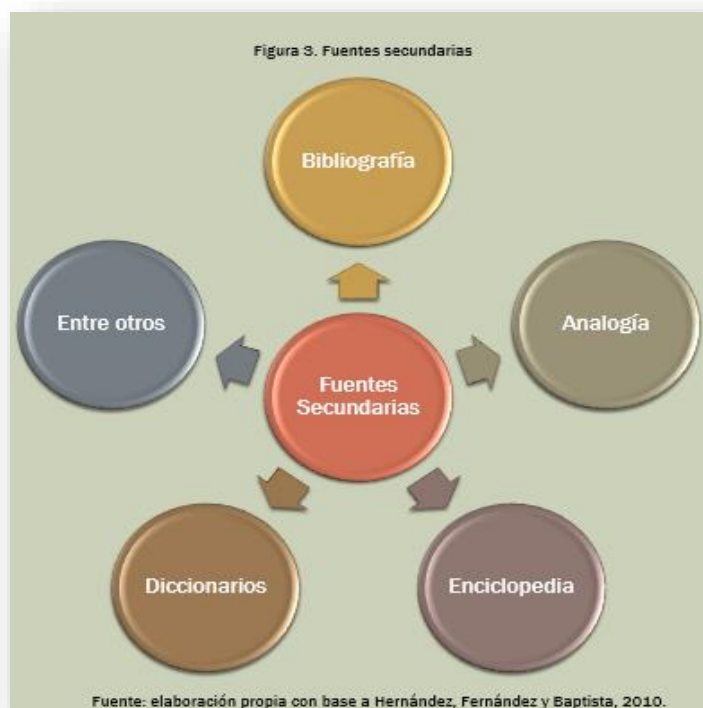 Figura 3. Fuentes secundarias
Bibliografía
Entre otros
Analogía
Fuentes
Secundarias
Diccionarios
Enciclopedia
Fuente: elaboración propia con base a Hernández, Fernández y Baptista, 2010.